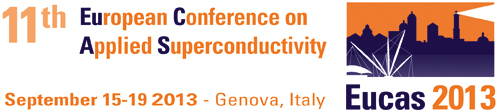 11th European Conference on
Applied Superconductivity
September 15-19 2013 - Genova, Italy
Eucas 2013